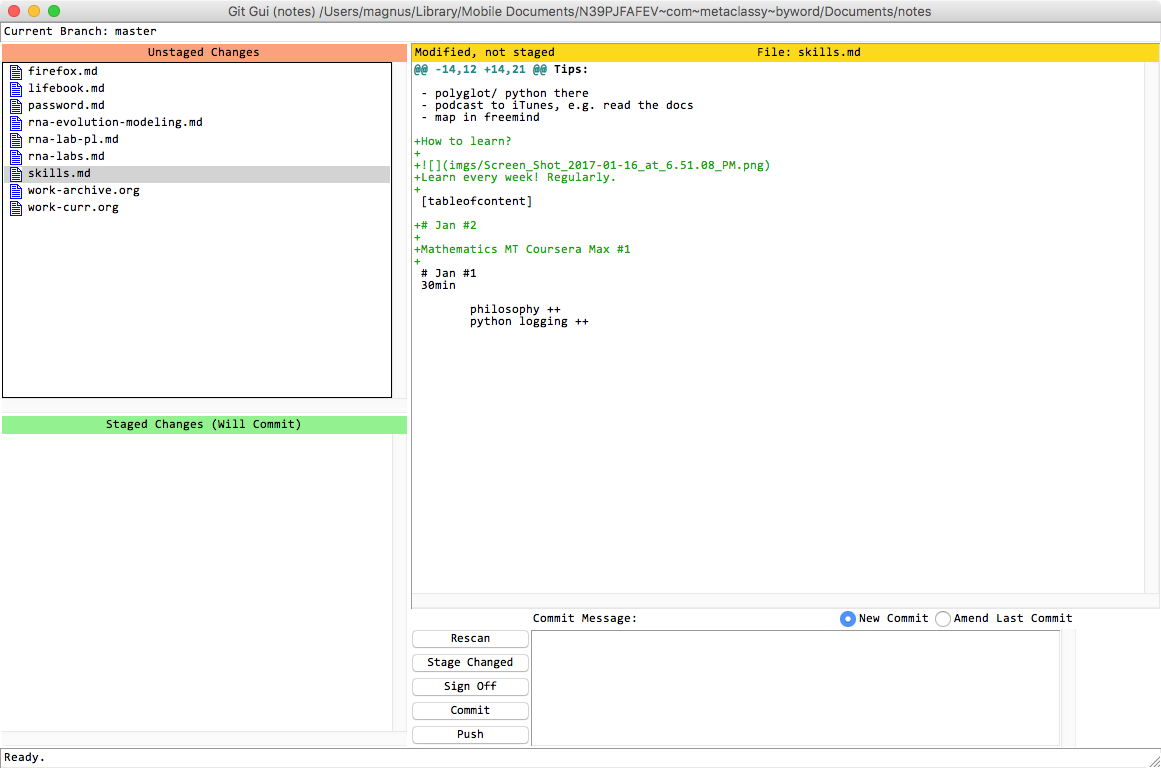 Git Gui (notes) /Users/magnus/Library/Mobile Documents/N39PJFAFEV~com~metaclassy~byword/Documents/notes
Current Branch: master
Unstaged Changes
firefox.md
lifebook.md
password.md
rna-evolution-modeling.md
rna-lab-pl.md
rna-labs.md
skills.md
work-archive.org
work-curr.org
Staged Changes (Will Commit)
Modified, not staged File: skills.md
@@ -14,12 +14,21 @@ Tips:
- polyglot/ python there
- podcast to iTunes, e.g. read the docs
- map in freemind
+How to learn?
+
+![](imgs/Screen_Shot_2017-01-16_at_6.51.08_PM.png)
+Learn every week! Regularly.
+
[tableofcontent]
+# Jan #2
+
+Mathematics MT Coursera Max #1
+
# Jan #1
30min
philosophy ++
python logging ++
Commit Message: New Commit Amend Last Commit
Rescan
Stage Changed
Sign Off
Commit
Push
Ready.